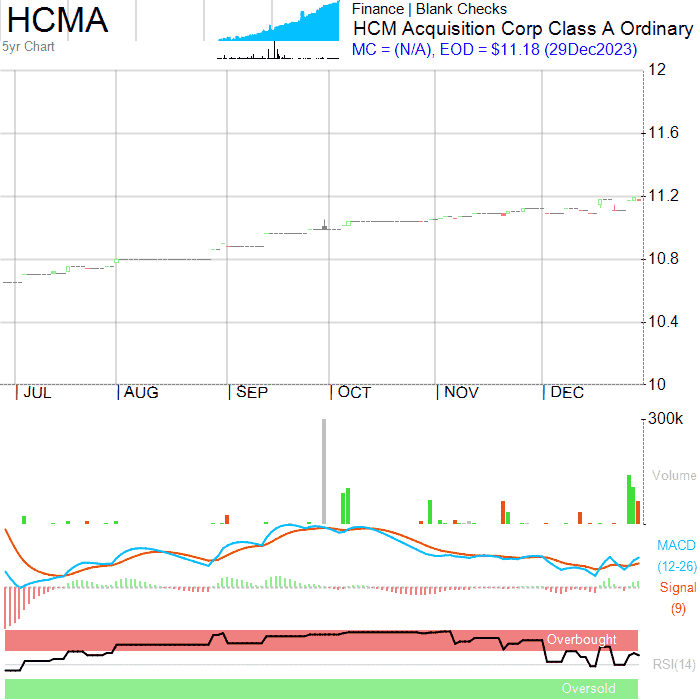 HCMA
5yr Chart
Finance | Blank Checks
HCM Acquisition Corp Class A Ordinary
MC = (N/A), EOD = $11.18 (29Dec2023)
12
11.6
11.2
10.8
10.4
10
JUL AUG SEP OCT NOV DEC
300k
Volume
MACD
(12-26)
Signal
(9)
Overbought
RSI(14)
Oversold